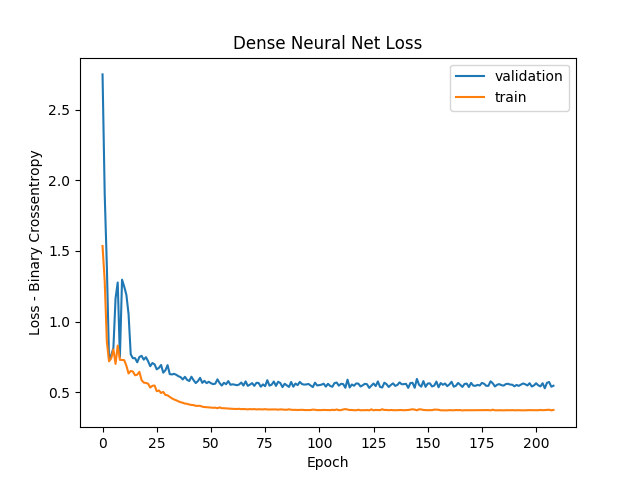 Dense Neural Net Loss
validation
train
Loss - Binary Crossentropy
2.5
2.0
1.5
1.0
0.5
0 25 50 75 100 125 150 175 200
Epoch